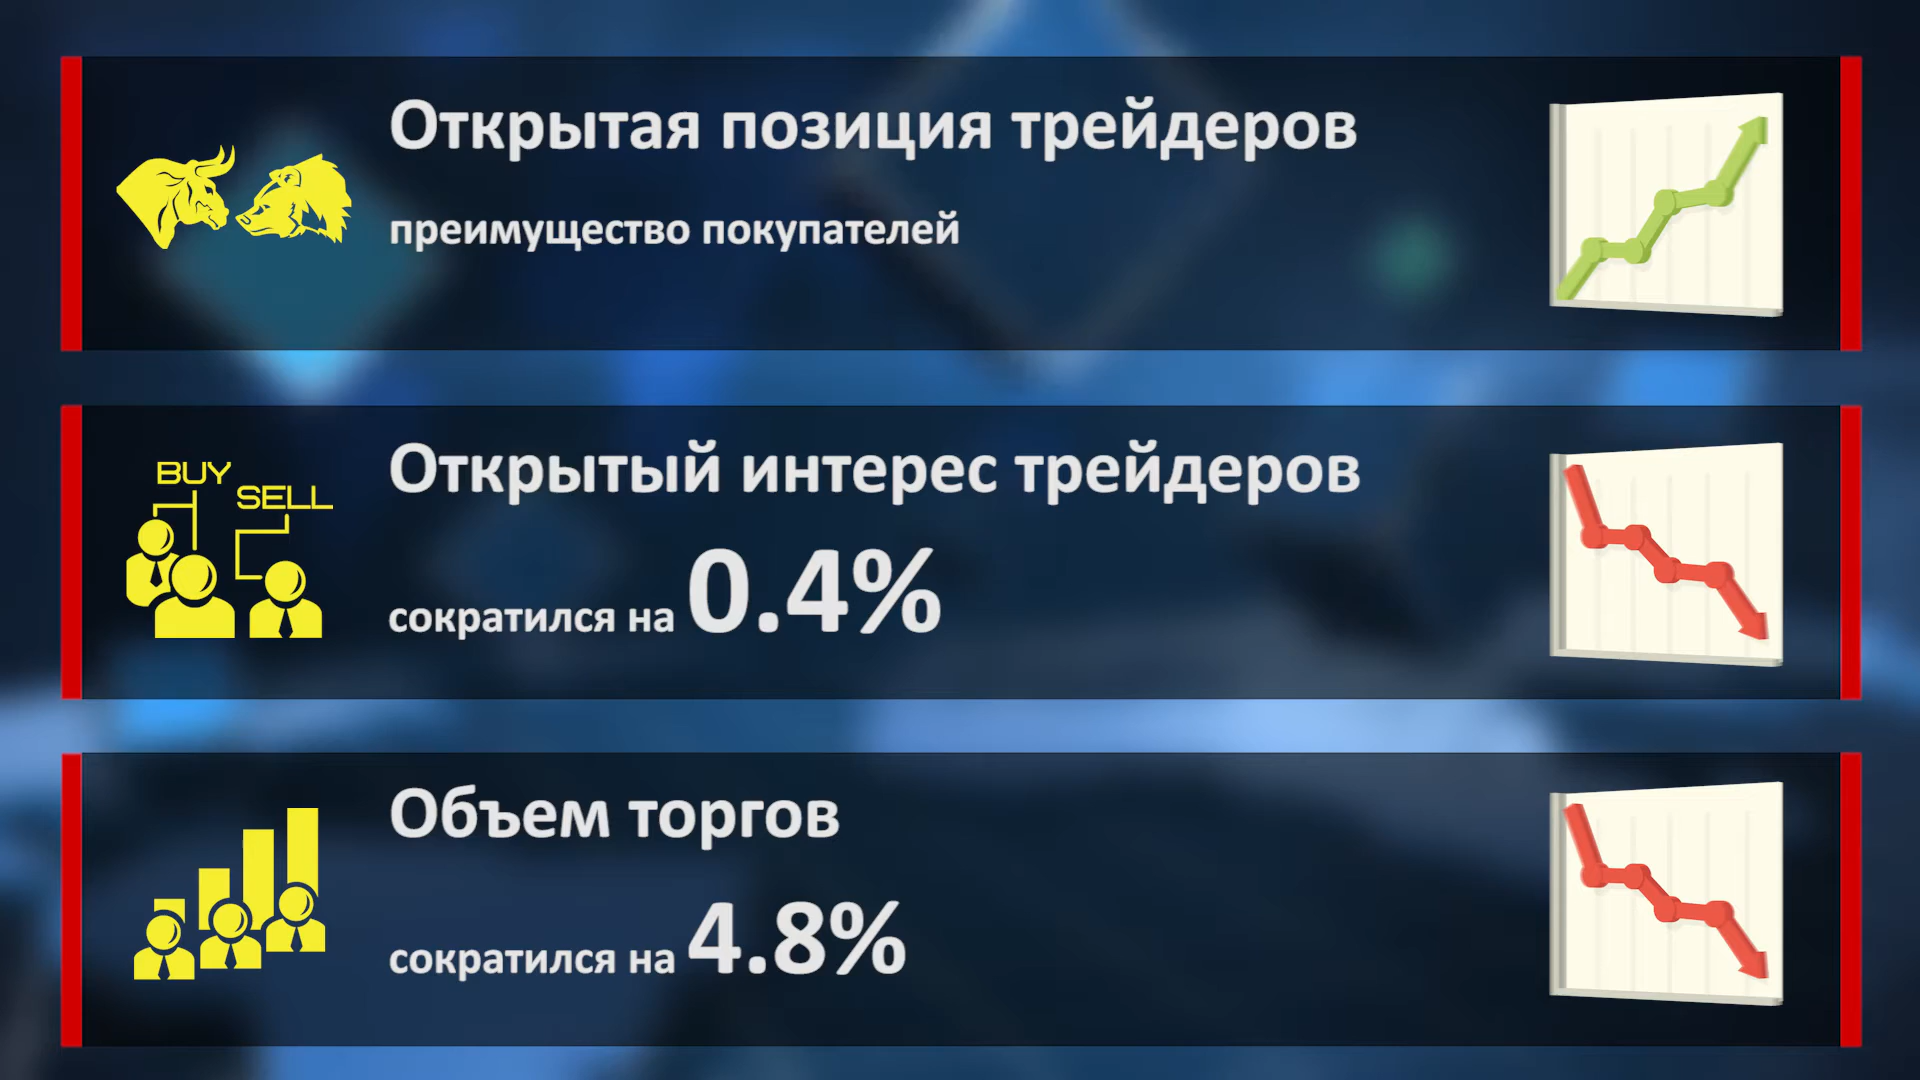 Открытая позиция трейдеров
преимущество покупателей
BUY
SELL
Открытый интерес трейдеров
сократился на 0.4%
Объем торгов
сократился на 4.8%